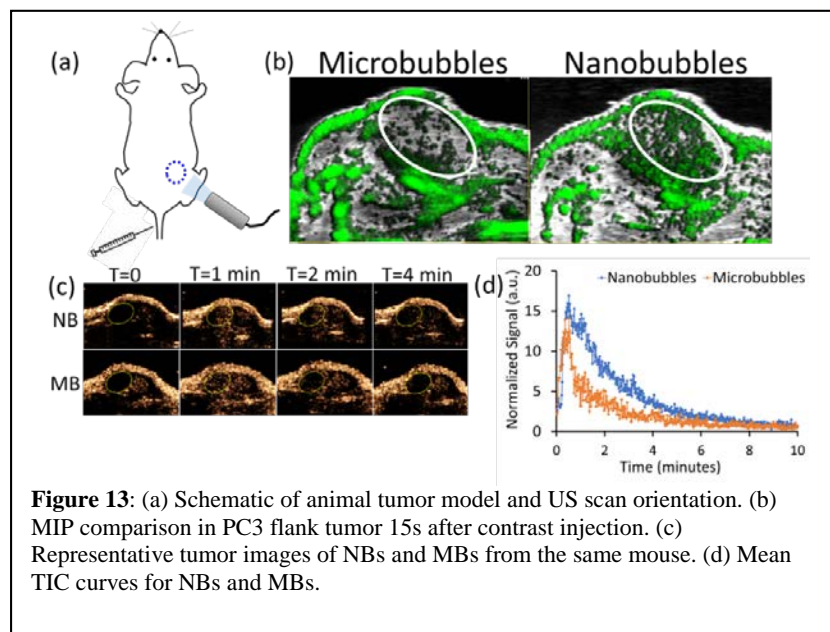 (a)
(b)
Microbubbles
Nanobubbles
(c)
T=0 T=1 min T=2 min T=4 min
NB
MB
(d)
Nanobubbles Microbubbles
Normalized Signal (a.u.)
20
15
10
5
0
0 2 4 6 8 10
Time (minutes)
Figure 13: (a) Schematic of animal tumor model and US scan orientation. (b)
MIP comparison in PC3 flank tumor 15s after contrast injection. (c)
Representative tumor images of NBs and MBs from the same mouse. (d) Mean
TIC curves for NBs and MBs.